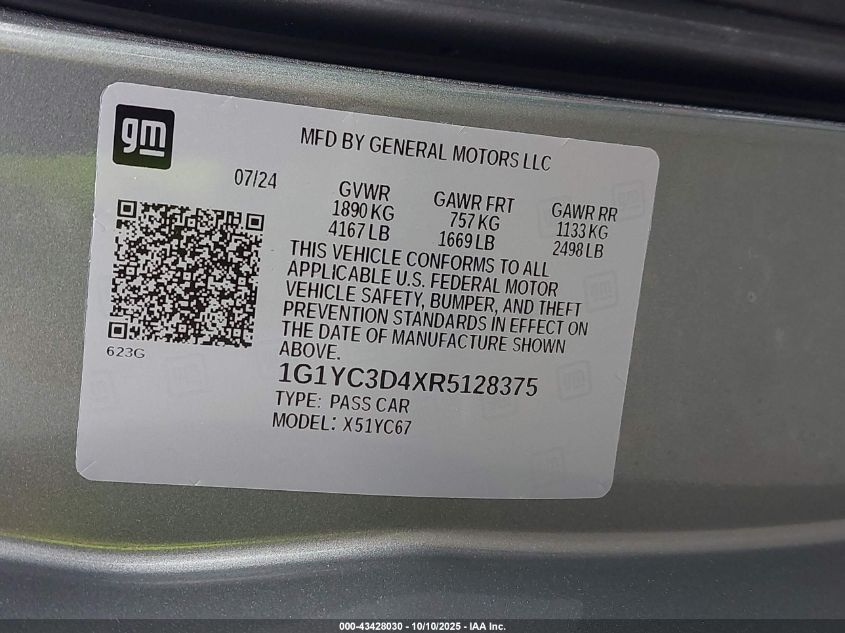 gm
MFD BY GENERAL MOTORS LLC
07/24
GVWR
1890 KG
4167 LB
GAWR FRT
757 KG
1669 LB
GAWR RR
1133 KG
2498 LB
THIS VEHICLE CONFORMS TO ALL
APPLICABLE U.S. FEDERAL MOTOR
VEHICLE SAFETY, BUMPER, AND THEFT
PREVENTION STANDARDS IN EFFECT ON
THE DATE OF MANUFACTURE SHOWN
ABOVE.
623G
1G1YC3D4XR5128375
TYPE: PASS CAR
MODEL: X51YC67
000-43428030 - 10/10/2025 - IAA Inc.